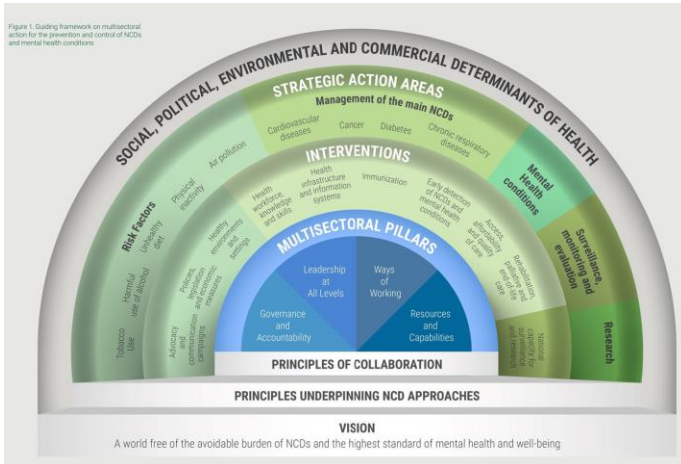 Figure 1. Guiding framework on multisectoral
action for the prevention and control of NCDs
and mental health conditions
SOCIAL, POLITICAL, ENVIRONMENTAL AND COMMERCIAL DETERMINANTS OF HEALTH
STRATEGIC ACTION AREAS
Risk Factors
Tobacco
Use
Harmful
use of alcohol
Unhealthy
diet
Physical
inactivity
Air pollution
Management of the main NCDs
Cardiovascular
diseases
Cancer
Diabetes
Chronic respiratory
diseases
Mental
Health
conditions
Surveillance,
monitoring and
evaluation
Research
INTERVENTIONS
Advocacy
and
communication
campaigns
Policies,
legislation
and economic
measures
Healthy
environments
and
settings
Health
workforce,
knowledge
and skills
Health
infrastructure
and information
systems
Immunization
Early detection
of NCDs and
mental health
conditions
Access,
affordability
and quality
of care
Rehabilitation,
palliative and
end-of-life
care
National
capacity for
surveillance
and research
MULTISECTORAL PILLARS
Governance
and
Accountability
Leadership
at
All Levels
Ways
of
Working
Resources
and
Capabilities
PRINCIPLES OF COLLABORATION
PRINCIPLES UNDERPINNING NCD APPROACHES
VISION
A world free of the avoidable burden of NCDs and the highest standard of mental health and well-being